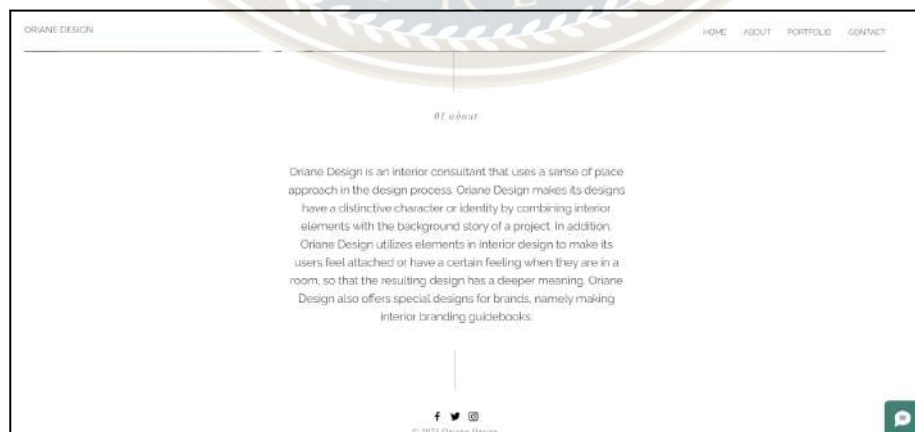 ORIANE DESIGN
HOME ABOUT PORTFOLIO CONTACT
01 about
Oriane Design is an interior consultant that uses a sense of place
approach in the design process. Oriane Design makes its designs
have a distinctive character or identity by combining interior
elements with the background story of a project. In addition,
Oriane Design utilizes elements in interior design to make its
users feel attached or have a certain feeling when they are in a
room, so that the resulting design has a deeper meaning. Oriane
Design also offers special designs for brands, namely making
interior branding guidebooks.
Oriane Design